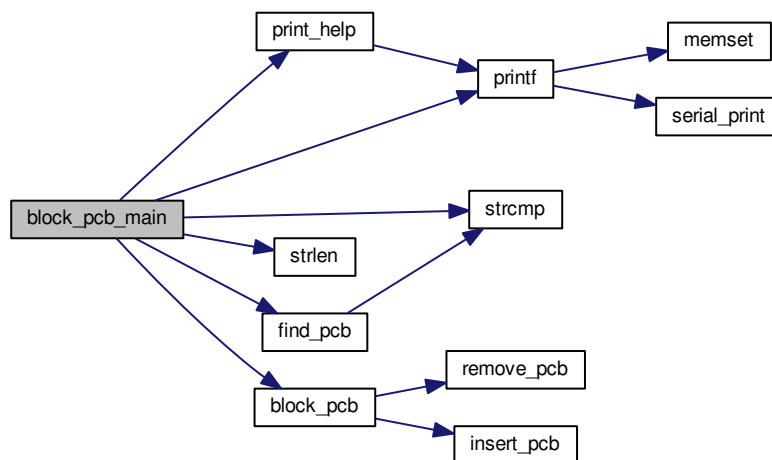 print_help
memset
printf
serial_print
block_pcb_main
strcmp
strlen
find_pcb
remove_pcb
block_pcb
insert_pcb